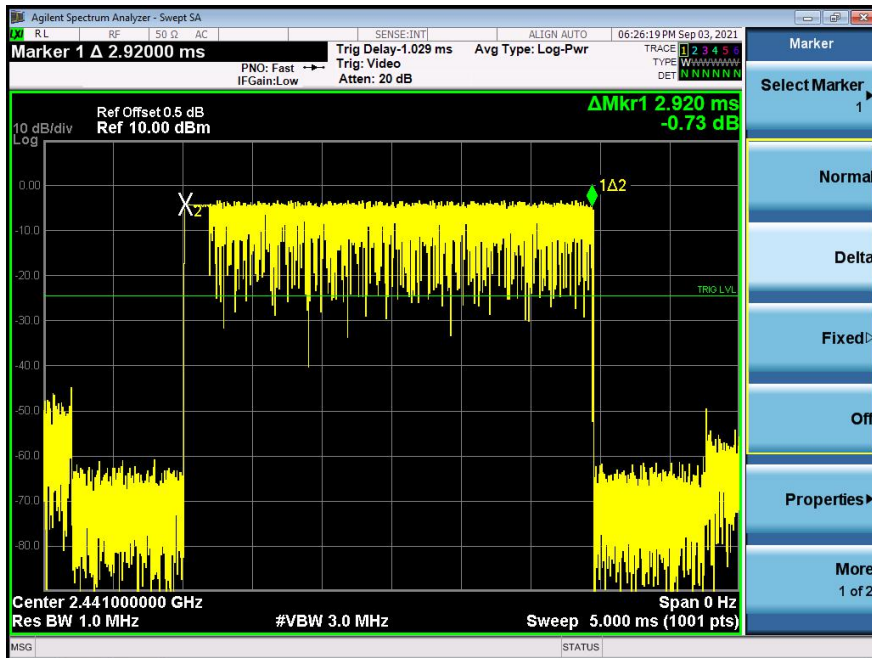 Agilent Spectrum Analyzer - Swept SA
LXI RL RF 50 Ω AC SENSE:INT ALIGN AUTO 06:26:19 PM Sep 03, 2021
Marker 1 Δ 2.92000 ms
Trig Delay-1.029 ms
Avg Type: Log-Pwr
TRACE 1 2 3 4 5 6
PNO: Fast
Trig: Video
TYPE WWWWWW
IFGain:Low
Atten: 20 dB
DET N N N N N N
Ref Offset 0.5 dB
ΔMkr1 2.920 ms
10 dB/div
Ref 10.00 dBm
-0.73 dB
Log
0.00
1Δ2
X2
-10.0
-20.0
TRIG LVL
-30.0
-40.0
-50.0
-60.0
-70.0
-80.0
Center 2.441000000 GHz
Span 0 Hz
Res BW 1.0 MHz
#VBW 3.0 MHz
Sweep 5.000 ms (1001 pts)
MSG
STATUS
Marker
Select Marker
1
Normal
Delta
Fixed
Off
Properties
More
1 of 2